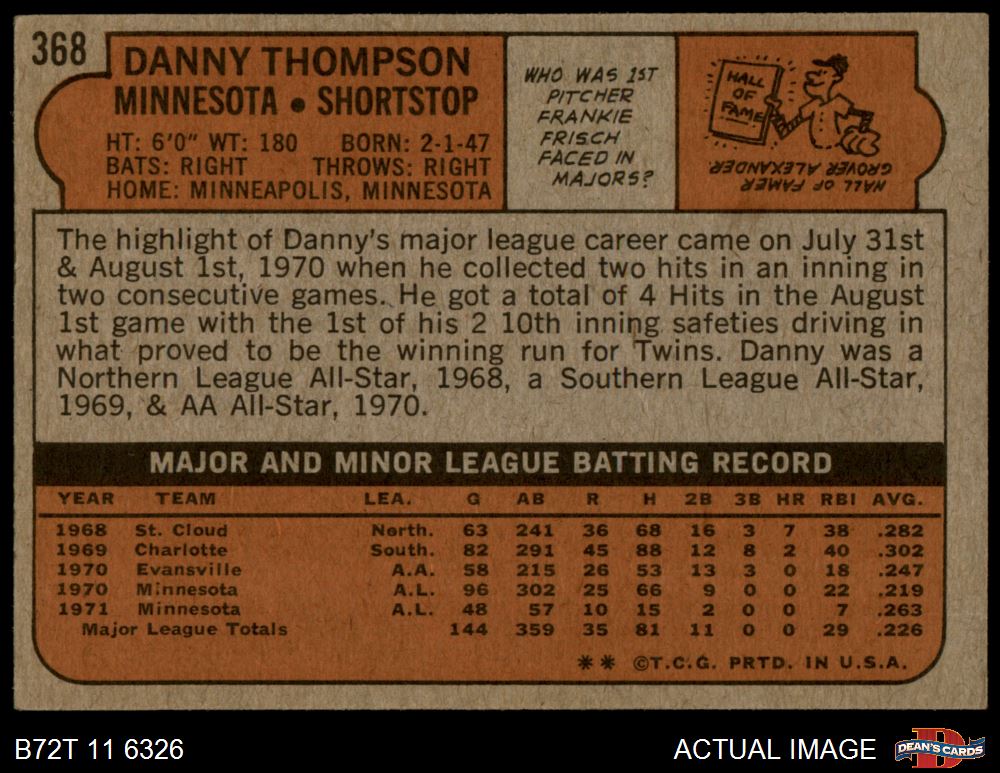 368
DANNY THOMPSON
MINNESOTA • SHORTSTOP
HT: 6'0" WT: 180 BORN: 2-1-47
BATS: RIGHT THROWS: RIGHT
HOME: MINNEAPOLIS, MINNESOTA
WHO WAS 1ST
PITCHER
FRANKIE
FRISCH
FACED IN
MAJORS?
HALL
OF
FAME
HALL OF FAMER
GROVER ALEXANDER.
The highlight of Danny's major league career came on July 31st
& August 1st, 1970 when he collected two hits in an inning in
two consecutive games. He got a total of 4 Hits in the August
1st game with the 1st of his 2 10th inning safeties driving in
what proved to be the winning run for Twins. Danny was a
Northern League All-Star, 1968, a Southern League All-Star,
1969, & AA All-Star, 1970.
MAJOR AND MINOR LEAGUE BATTING RECORD
YEAR TEAM LEA. G AB R H 2B 3B HR RBI AVG.
1968 St. Cloud North. 63 241 36 68 16 3 7 38 .282
1969 Charlotte South. 82 291 45 88 12 8 2 40 .302
1970 Evansville A.A. 58 215 26 53 13 3 0 18 .247
1970 Minnesota A.L. 96 302 25 66 9 0 0 22 .219
1971 Minnesota A.L. 48 57 10 15 2 0 0 7 .263
Major League Totals 144 359 35 81 11 0 0 29 .226
** ©T.C.G. PRTD. IN U.S.A.
B72T 11 6326
ACTUAL IMAGE
D
DEAN'S CARDS